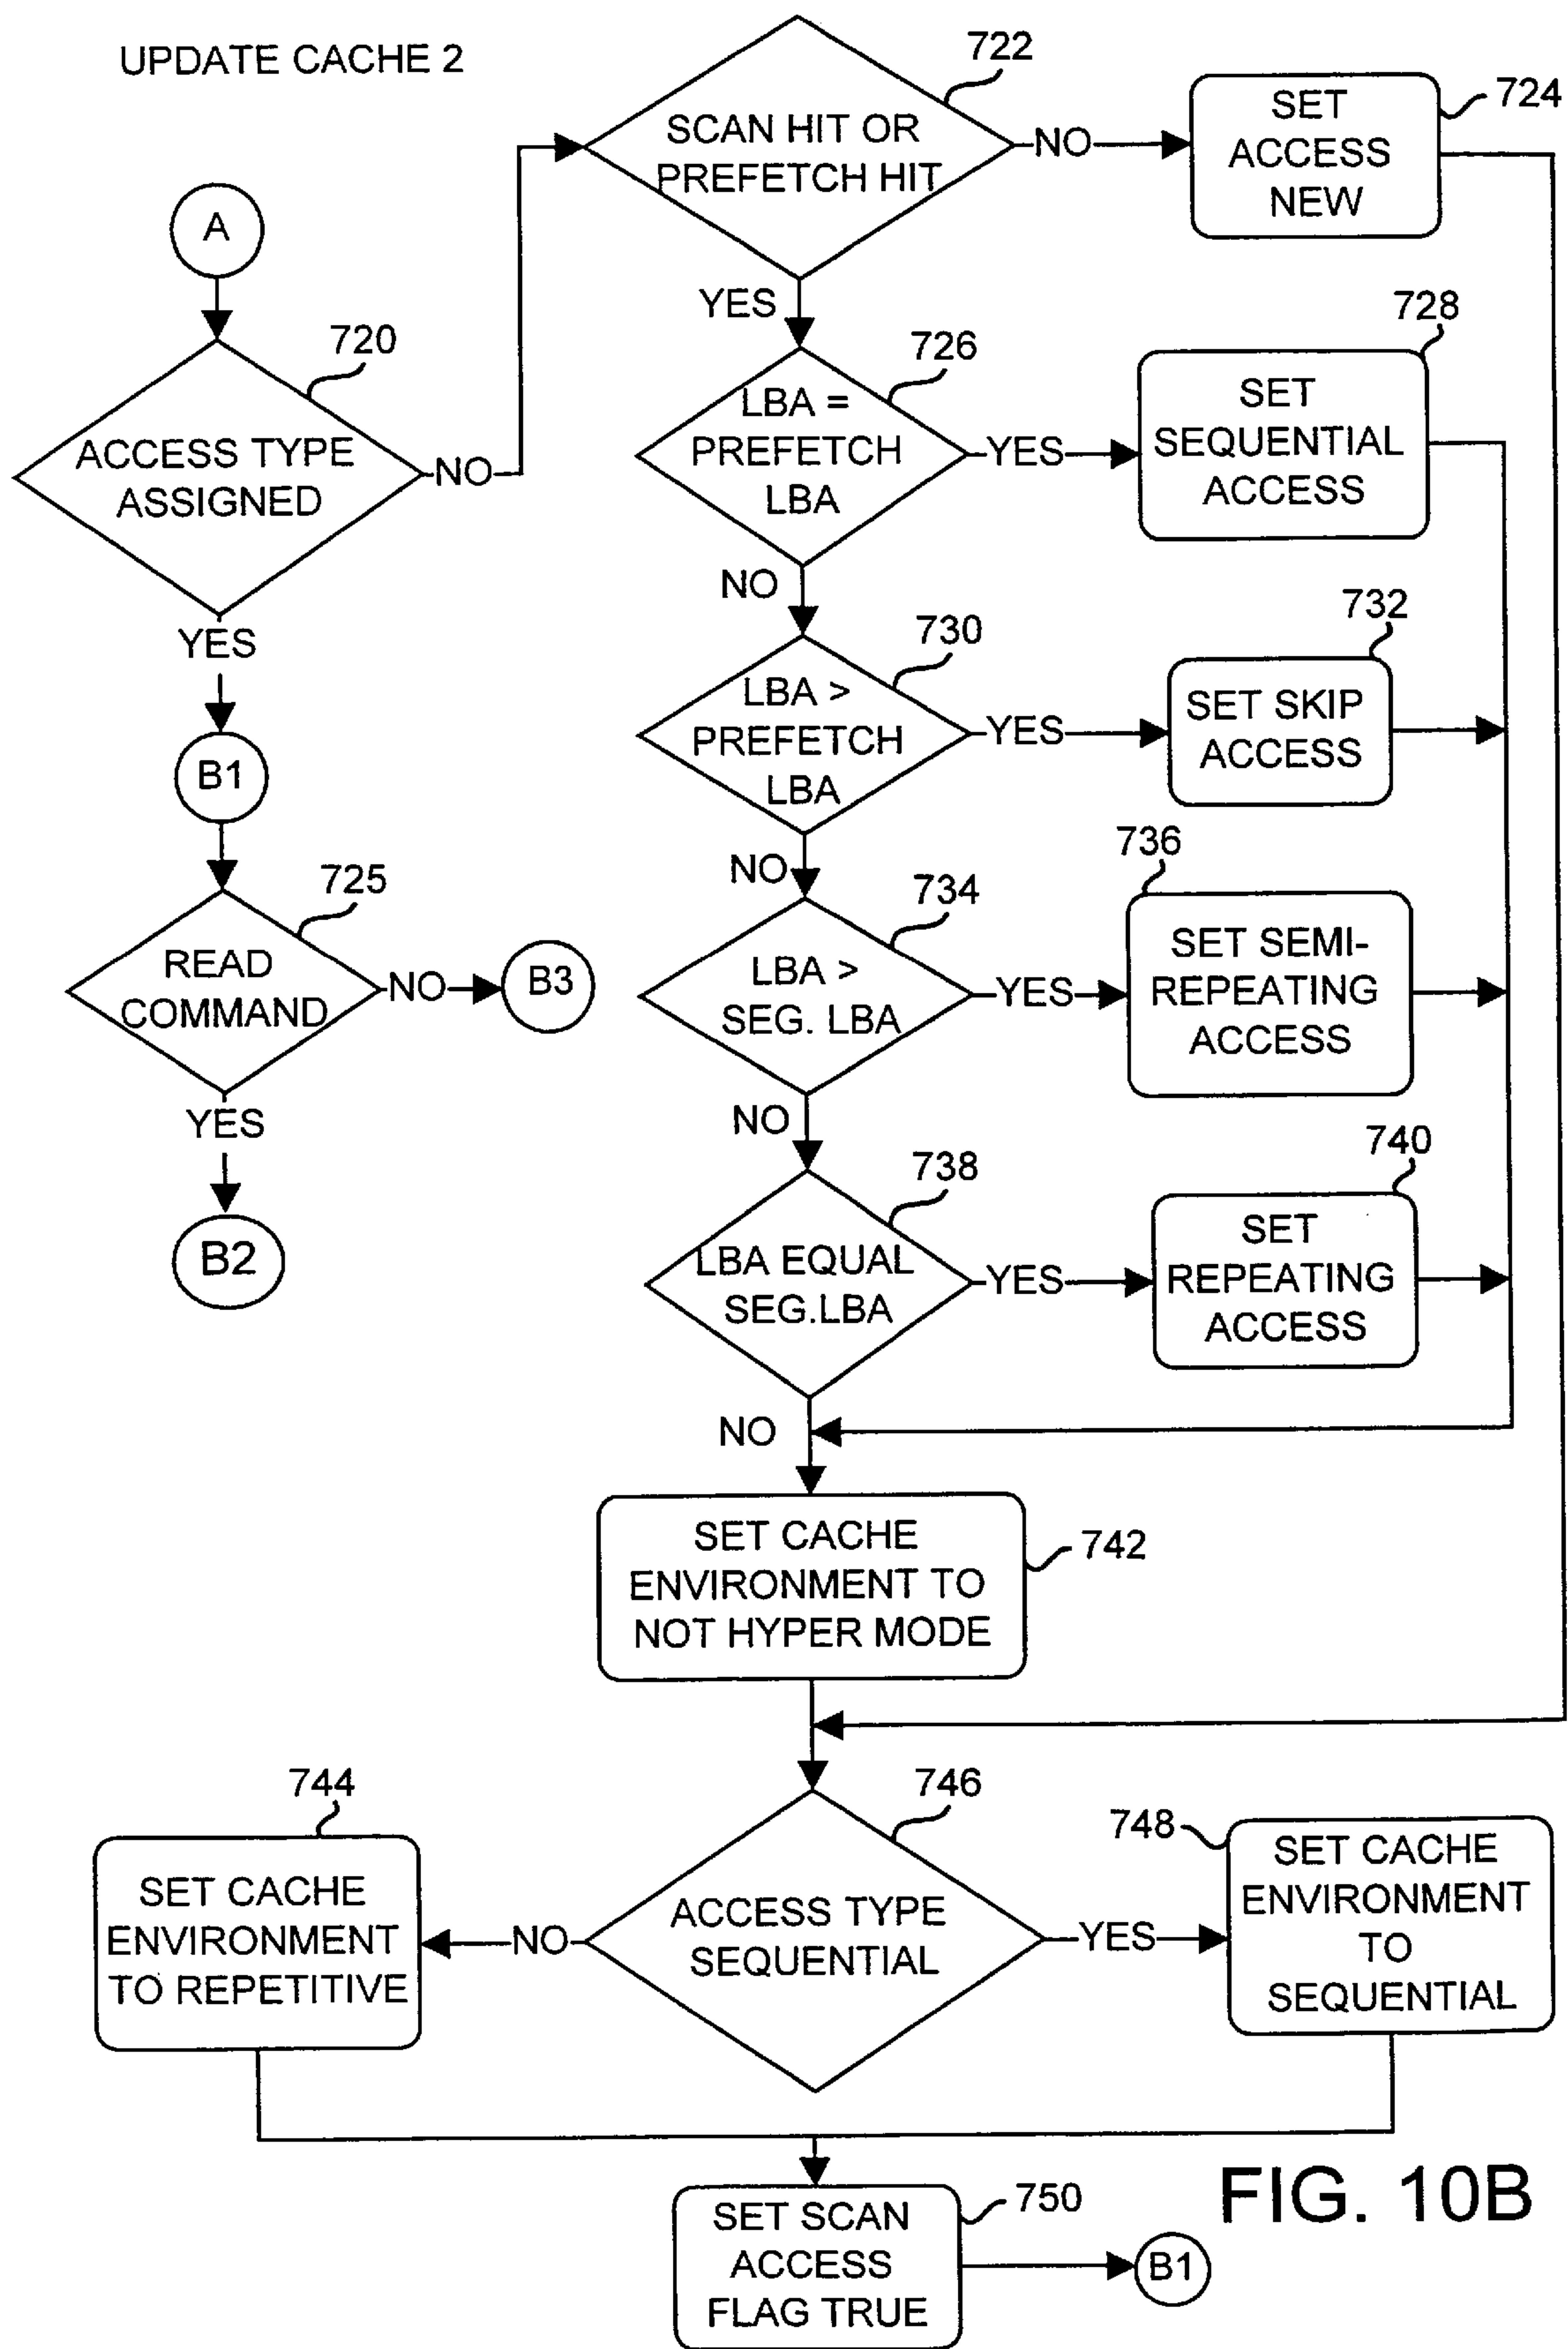 UPDATE CACHE 2
A
720
ACCESS TYPE
ASSIGNED
NO
YES
B1
725
READ
COMMAND
NO
B3
YES
B2
722
SCAN HIT OR
PREFETCH HIT
NO
724
SET
ACCESS
NEW
YES
726
LBA =
PREFETCH
LBA
YES
728
SET
SEQUENTIAL
ACCESS
NO
730
LBA >
PREFETCH
LBA
YES
732
SET SKIP
ACCESS
NO
734
LBA >
SEG. LBA
YES
736
SET SEMI-
REPEATING
ACCESS
NO
738
LBA EQUAL
SEG.LBA
YES
740
SET
REPEATING
ACCESS
NO
SET CACHE
ENVIRONMENT TO
NOT HYPER MODE
742
746
ACCESS TYPE
SEQUENTIAL
NO
744
SET CACHE
ENVIRONMENT
TO REPETITIVE
YES
748
SET CACHE
ENVIRONMENT
TO
SEQUENTIAL
750
SET SCAN
ACCESS
FLAG TRUE
B1
FIG. 10B